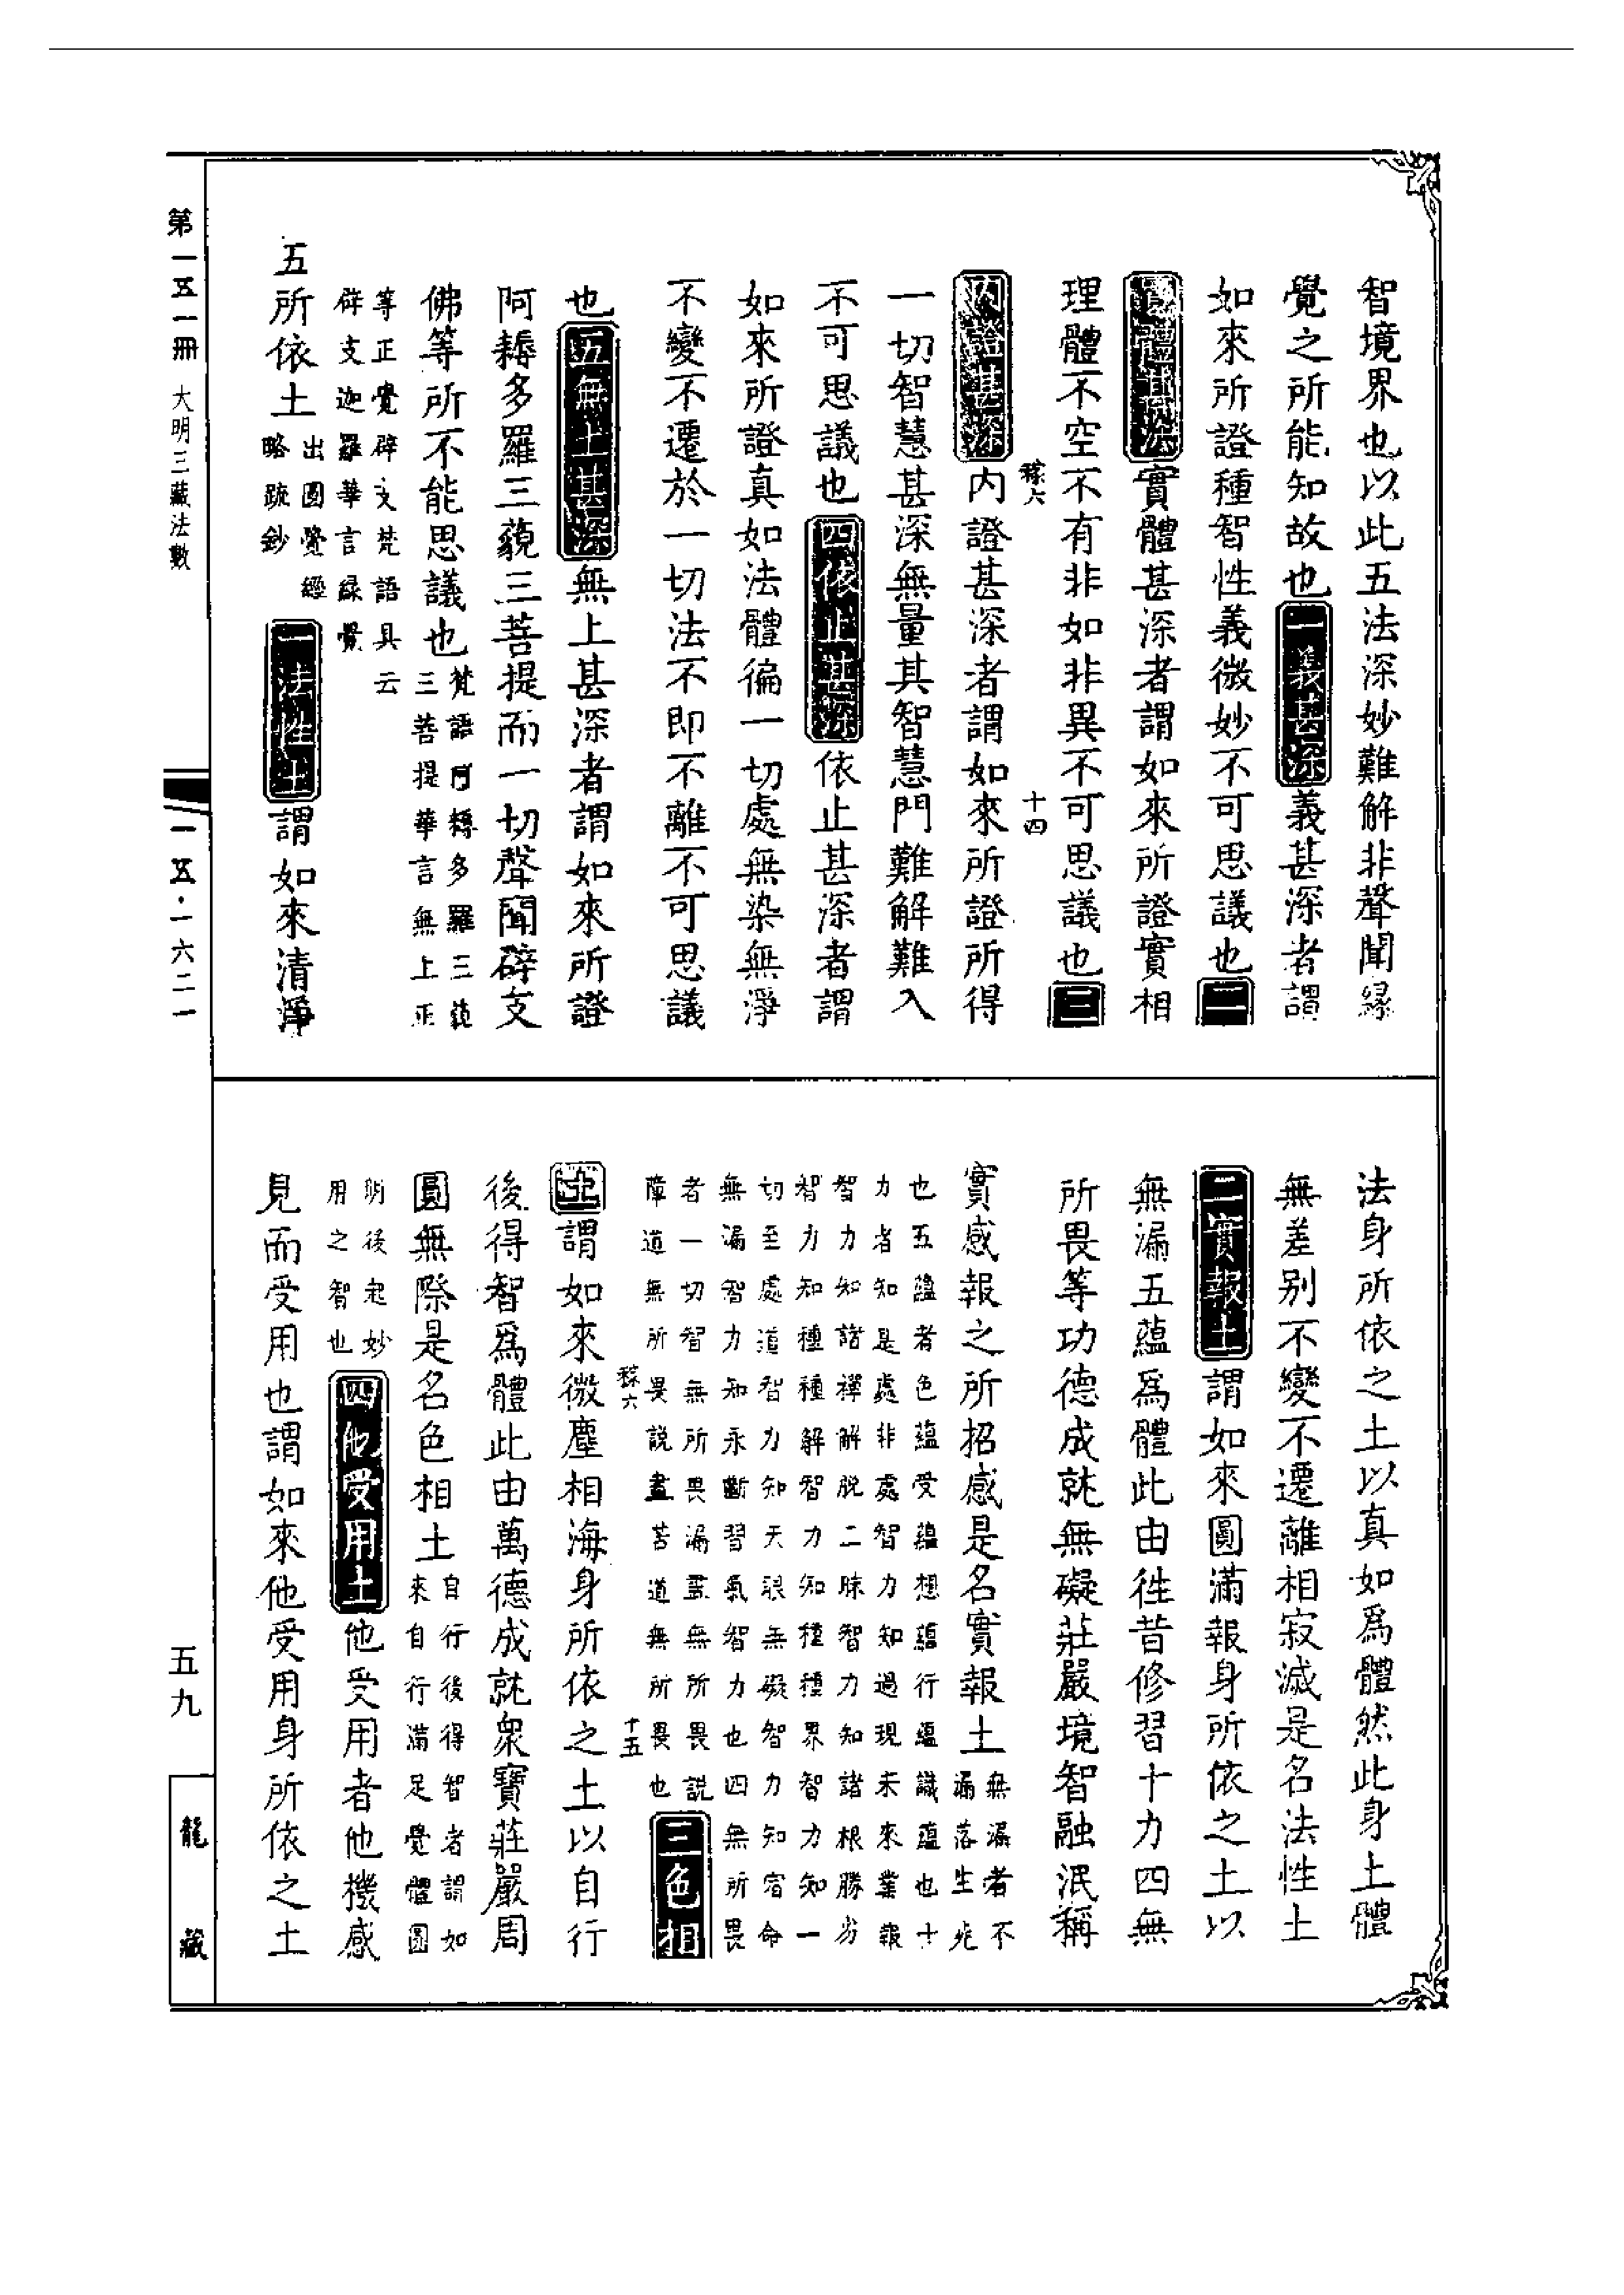 智境界也以此五法深妙難解非聲聞緣
覺之所能知故也一義甚深義甚深者謂
如來所證種智性義微妙不可思議也二
實體甚深實體甚深者謂如來所證實相
理體不空不有非如非異不可思議也三
稼六 十四
內證甚深內證甚深者謂如來所證所得
一切智慧甚深無量其智慧門難解難入
不可思議也四依止甚深依止甚深者謂
如來所證真如法體徧一切處無染無淨
不變不遷於一切法不即不離不可思議
也五無上甚深無上甚深者謂如來所證
阿耨多羅三藐三菩提而一切聲聞辟支
佛等所不能思議也梵語阿耨多羅三藐
三菩提華言無上正
等正覺辟支梵語具云
辟支迦羅華言緣覺
五所依土出圓覺經
略疏鈔
一法性土謂如來清淨
法身所依之土以真如爲體然此身土體
無差別不變不遷離相寂滅是名法性土
二實報土謂如來圓滿報身所依之土以
無漏五蘊爲體此由徃昔修習十力四無
所畏等功德成就無礙莊嚴境智融泯稱
實感報之所招感是名實報土無漏者不
漏落生死
也五蘊者色蘊受蘊想蘊行蘊識蘊也十
力者知是處非處智力知過現未來業報
智力知諸禪解脫三昧智力知諸根勝劣
智力知種種解智力知種種界智力知一
切至處道智力知天眼無礙智力知宿命
無漏智力知永斷習氣智力也四無所畏
者一切智無所畏漏盡無所畏說
障道無所畏說盡苦道無所畏也
三色相
稼六 十五
土謂如來微塵相海身所依之土以自行
後得智爲體此由萬德成就衆寶莊嚴周
圓無際是名色相土自行後得智者謂如
來自行滿足覺體圓
明後起妙
用之智也
四他受用土他受用者他機感
見而受用也謂如來他受用身所依之土
第一五一冊 大明三藏法數
一五·一六二一
五九
龍藏